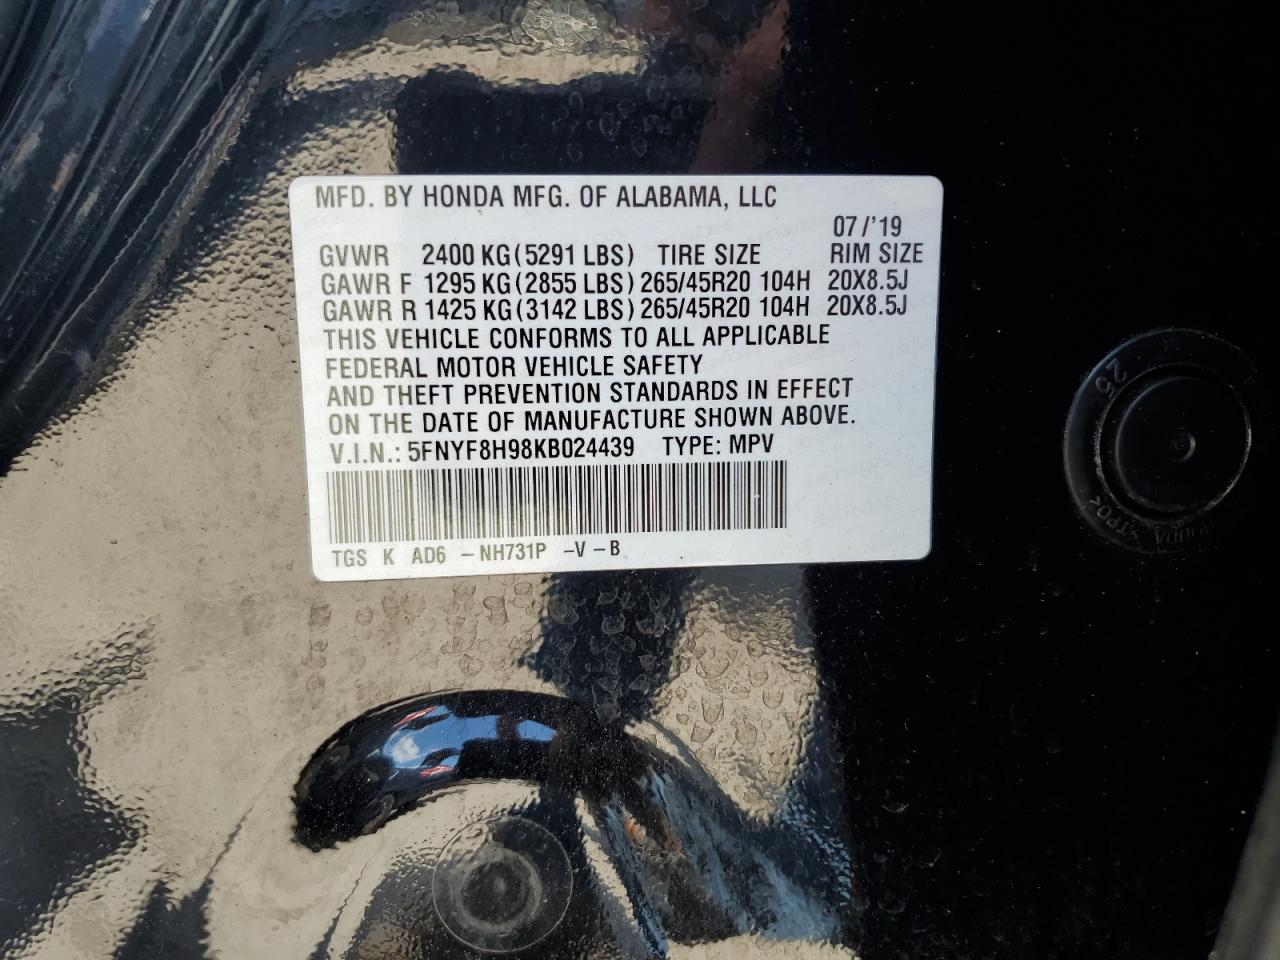 MFD. BY HONDA MFG. OF ALABAMA, LLC
07/'19
GVWR 2400 KG(5291 LBS) TIRE SIZE RIM SIZE
GAWR F 1295 KG(2855 LBS) 265/45R20 104H 20X8.5J
GAWR R 1425 KG(3142 LBS) 265/45R20 104H 20X8.5J
THIS VEHICLE CONFORMS TO ALL APPLICABLE
FEDERAL MOTOR VEHICLE SAFETY
AND THEFT PREVENTION STANDARDS IN EFFECT
ON THE DATE OF MANUFACTURE SHOWN ABOVE.
V.I.N.: 5FNYF8H98KB024439 TYPE: MPV
TGS K AD6 -NH731P -V -B
25